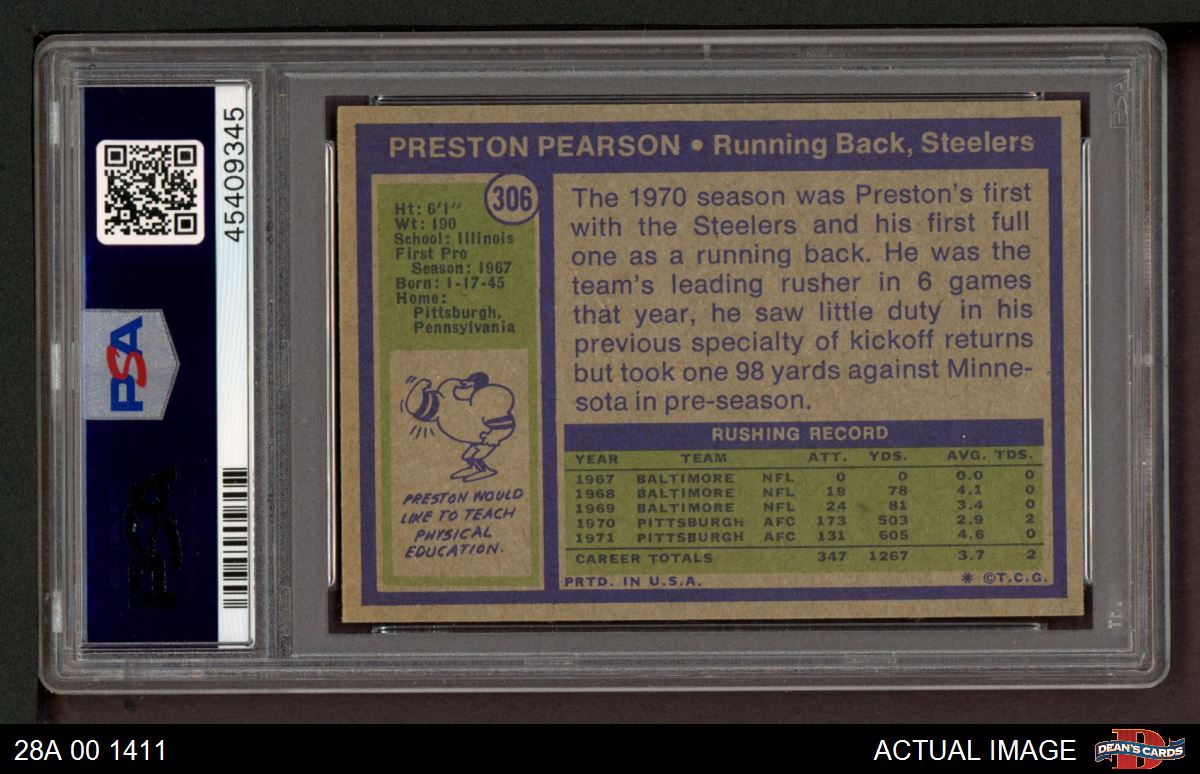 45409345
PSA
PSA
PSA
PRESTON PEARSON • Running Back, Steelers
306
Ht: 6'1"
Wt: 190
School: Illinois
First Pro
Season: 1967
Born: 1-17-45
Home:
Pittsburgh,
Pennsylvania
PRESTON WOULD
LIKE TO TEACH
PHYSICAL
EDUCATION.
The 1970 season was Preston's first
with the Steelers and his first full
one as a running back. He was the
team's leading rusher in 6 games
that year, he saw little duty in his
previous specialty of kickoff returns
but took one 98 yards against Minne-
sota in pre-season.
RUSHING RECORD
YEAR TEAM ATT. YDS. AVG. TDS.
1967 BALTIMORE NFL 0 0 0.0 0
1968 BALTIMORE NFL 19 78 4.1 0
1969 BALTIMORE NFL 24 81 3.4 0
1970 PITTSBURGH AFC 173 503 2.9 2
1971 PITTSBURGH AFC 131 605 4.6 0
CAREER TOTALS 347 1267 3.7 2
PRTD. IN U.S.A. * ©T.C.G.
28A 00 1411
ACTUAL IMAGE
DEAN'S CARDS